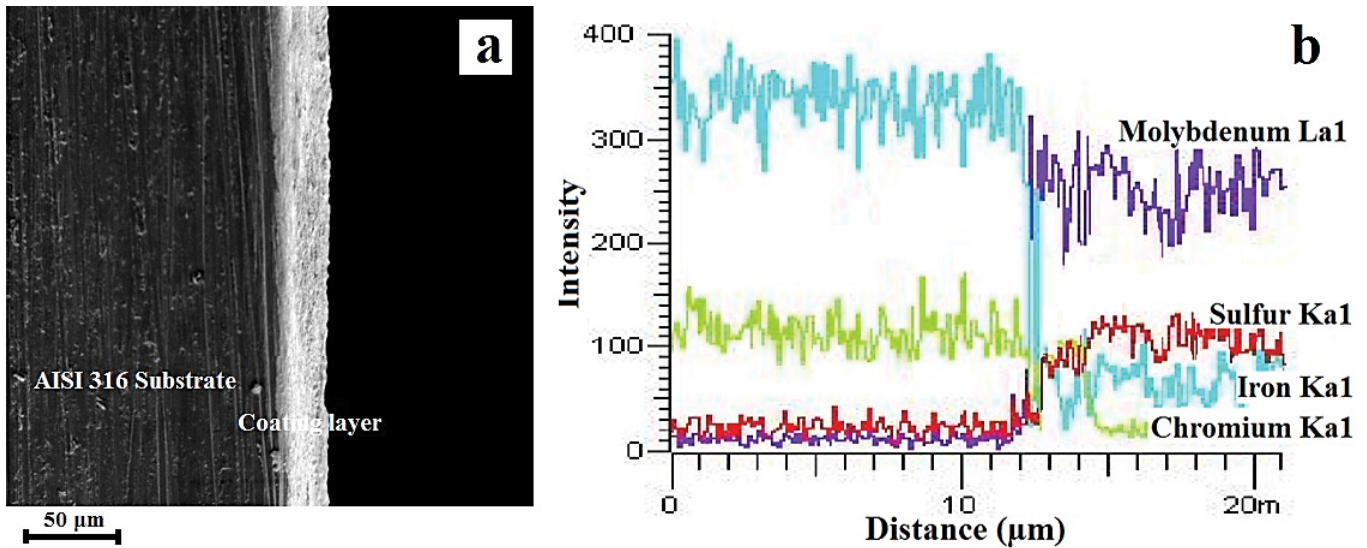 a
AISI 316 Substrate
Coating layer
50 μm
b
400
300
200
100
0
Intensity
Molybdenum La1
Sulfur Ka1
Iron Ka1
Chromium Ka1
0
10
20m
Distance (μm)